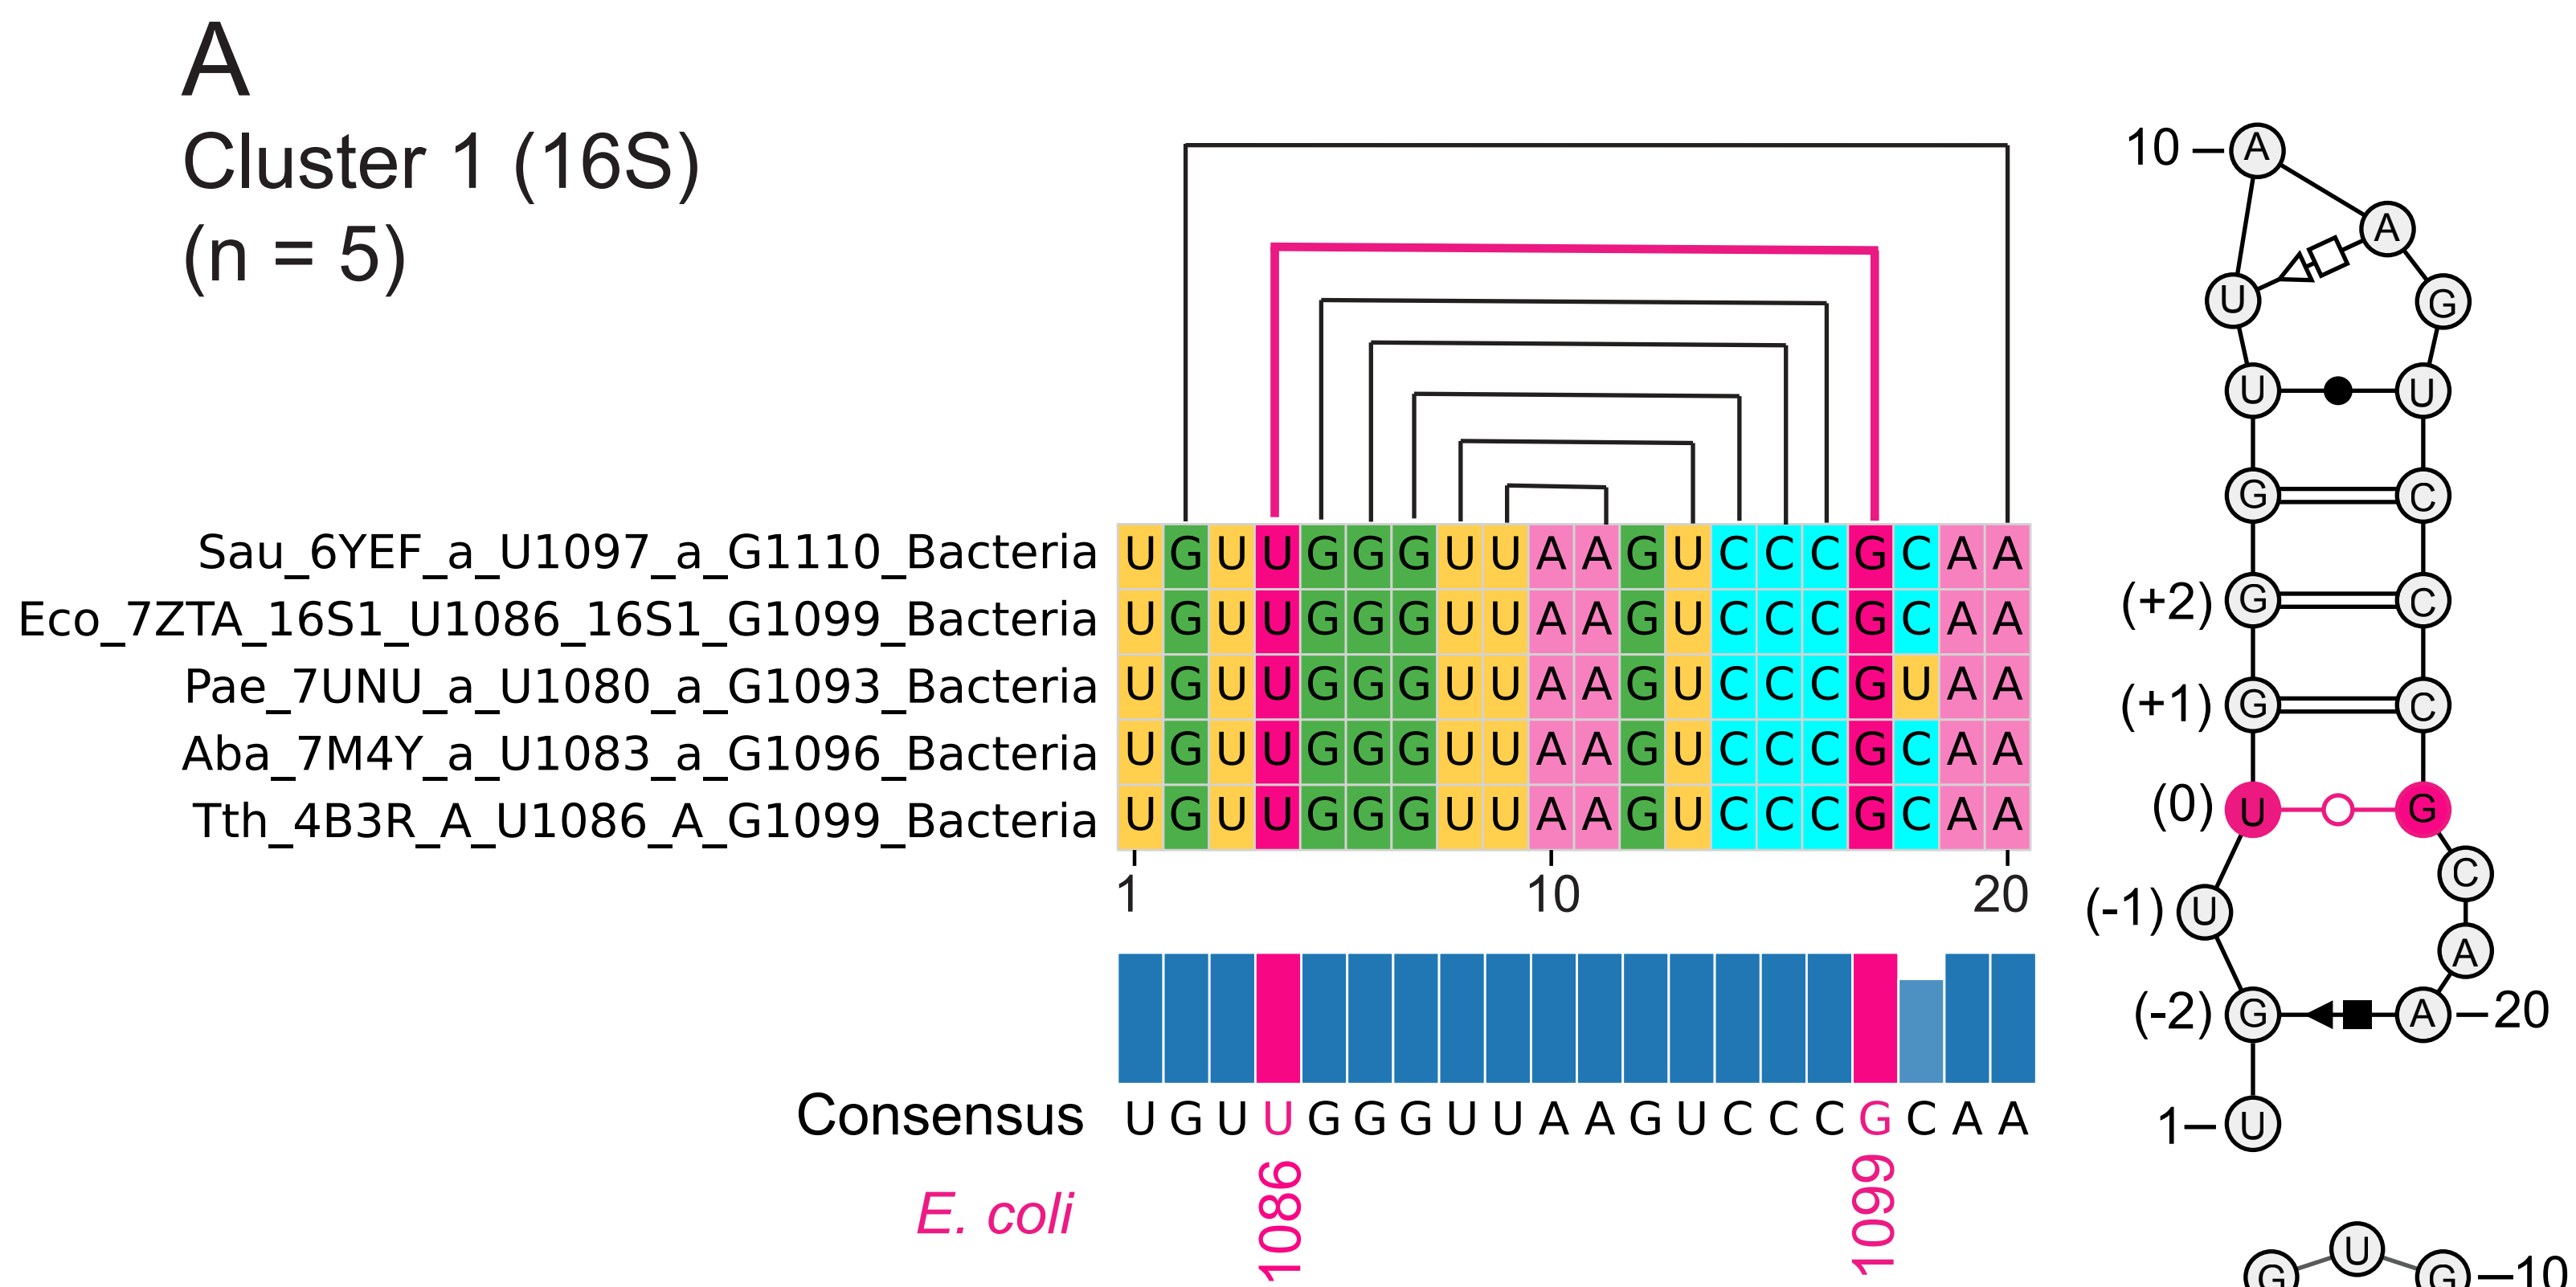 A
Cluster 1 (16S)
(n = 5)
Sau_6YEF_a_U1097_a_G1110_Bacteria U G U U G G G U U A A G U C C C G C A A
Eco_7ZTA_16S1_U1086_16S1_G1099_Bacteria U G U U G G G U U A A G U C C C G C A A
Pae_7UNU_a_U1080_a_G1093_Bacteria U G U U G G G U U A A G U C C C G U A A
Aba_7M4Y_a_U1083_a_G1096_Bacteria U G U U G G G U U A A G U C C C G C A A
Tth_4B3R_A_U1086_A_G1099_Bacteria U G U U G G G U U A A G U C C C G C A A
1 10 20
Consensus U G U U G G G U U A A G U C C C G C A A
E. coli 1086 1099
10 A
A
U G
U U
G C
(+2) G C
(+1) G C
(0) U G
C
(-1) U
A
(-2) G A 20
1 U
U
G G 10